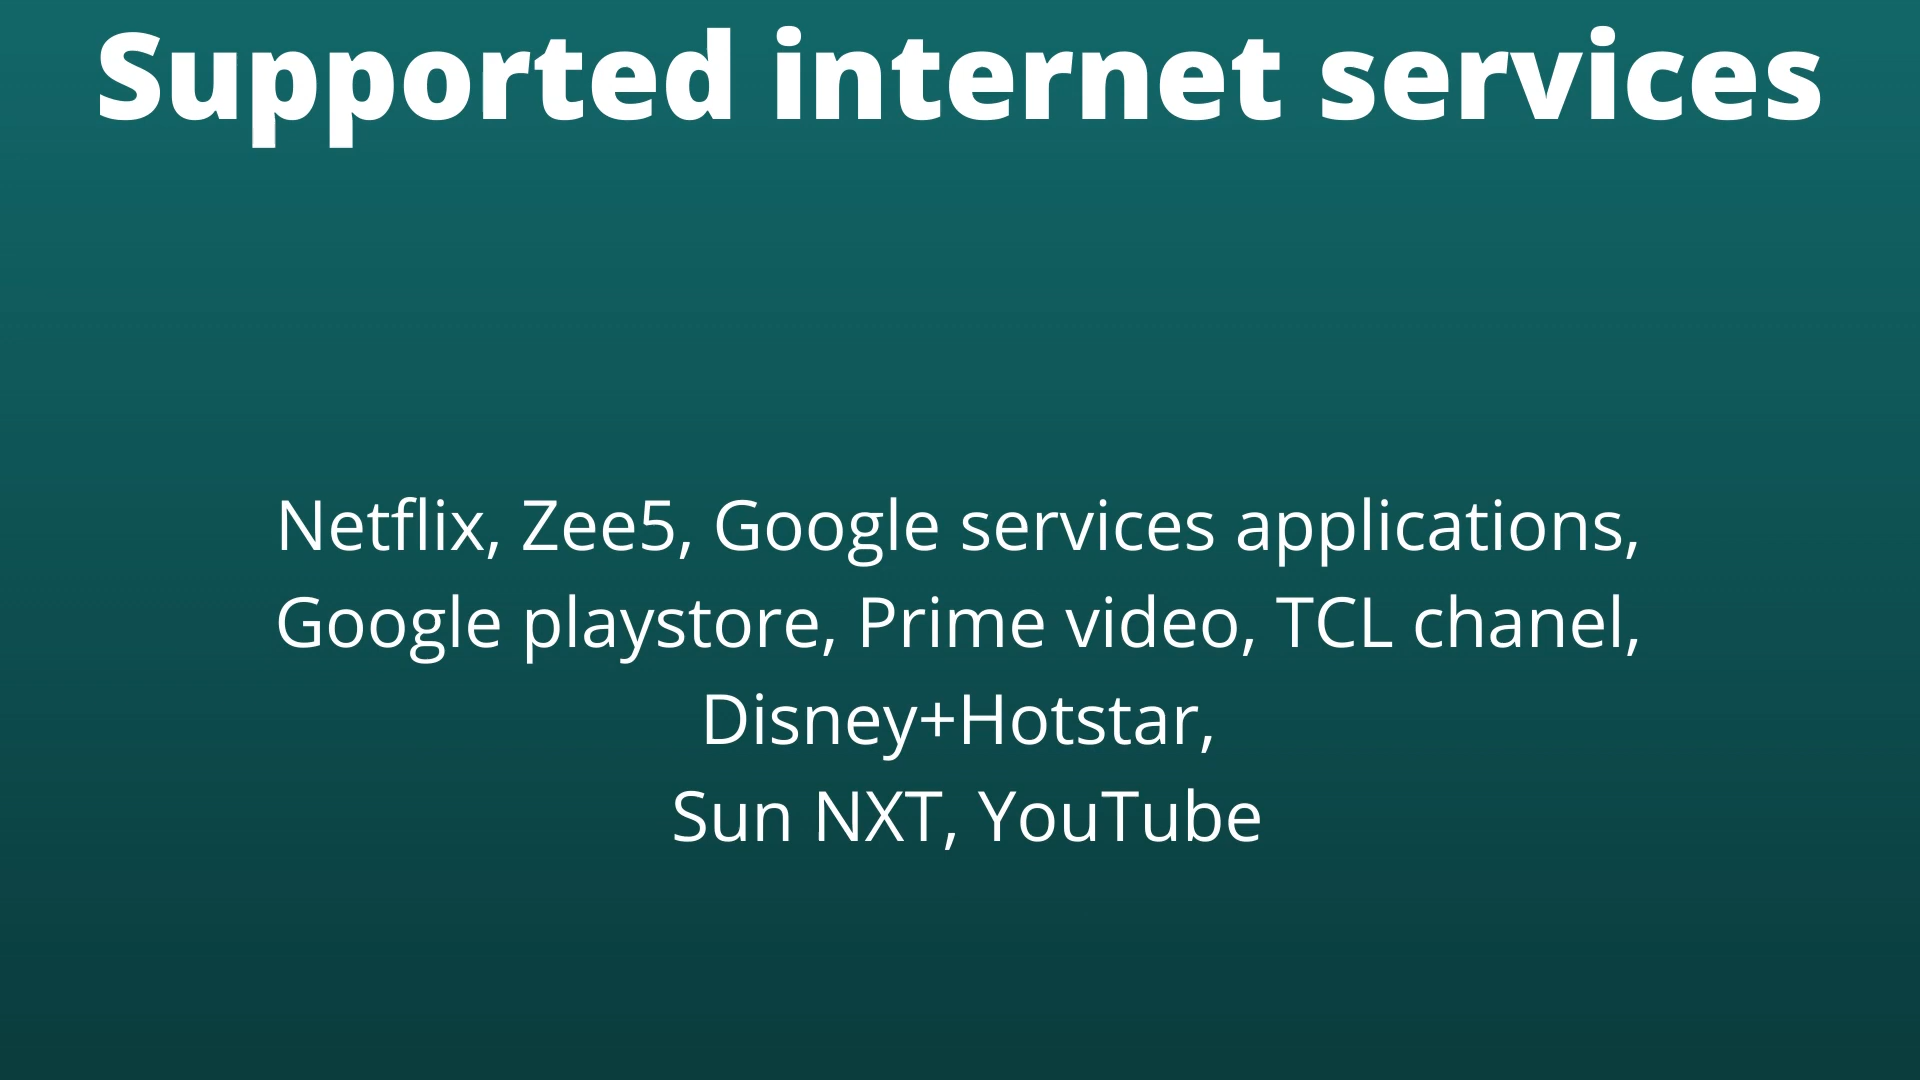 Supported internet services
Netflix, Zee5, Google services applications,
Google playstore, Prime video, TCL chanel,
Disney+Hotstar,
Sun NXT, YouTube